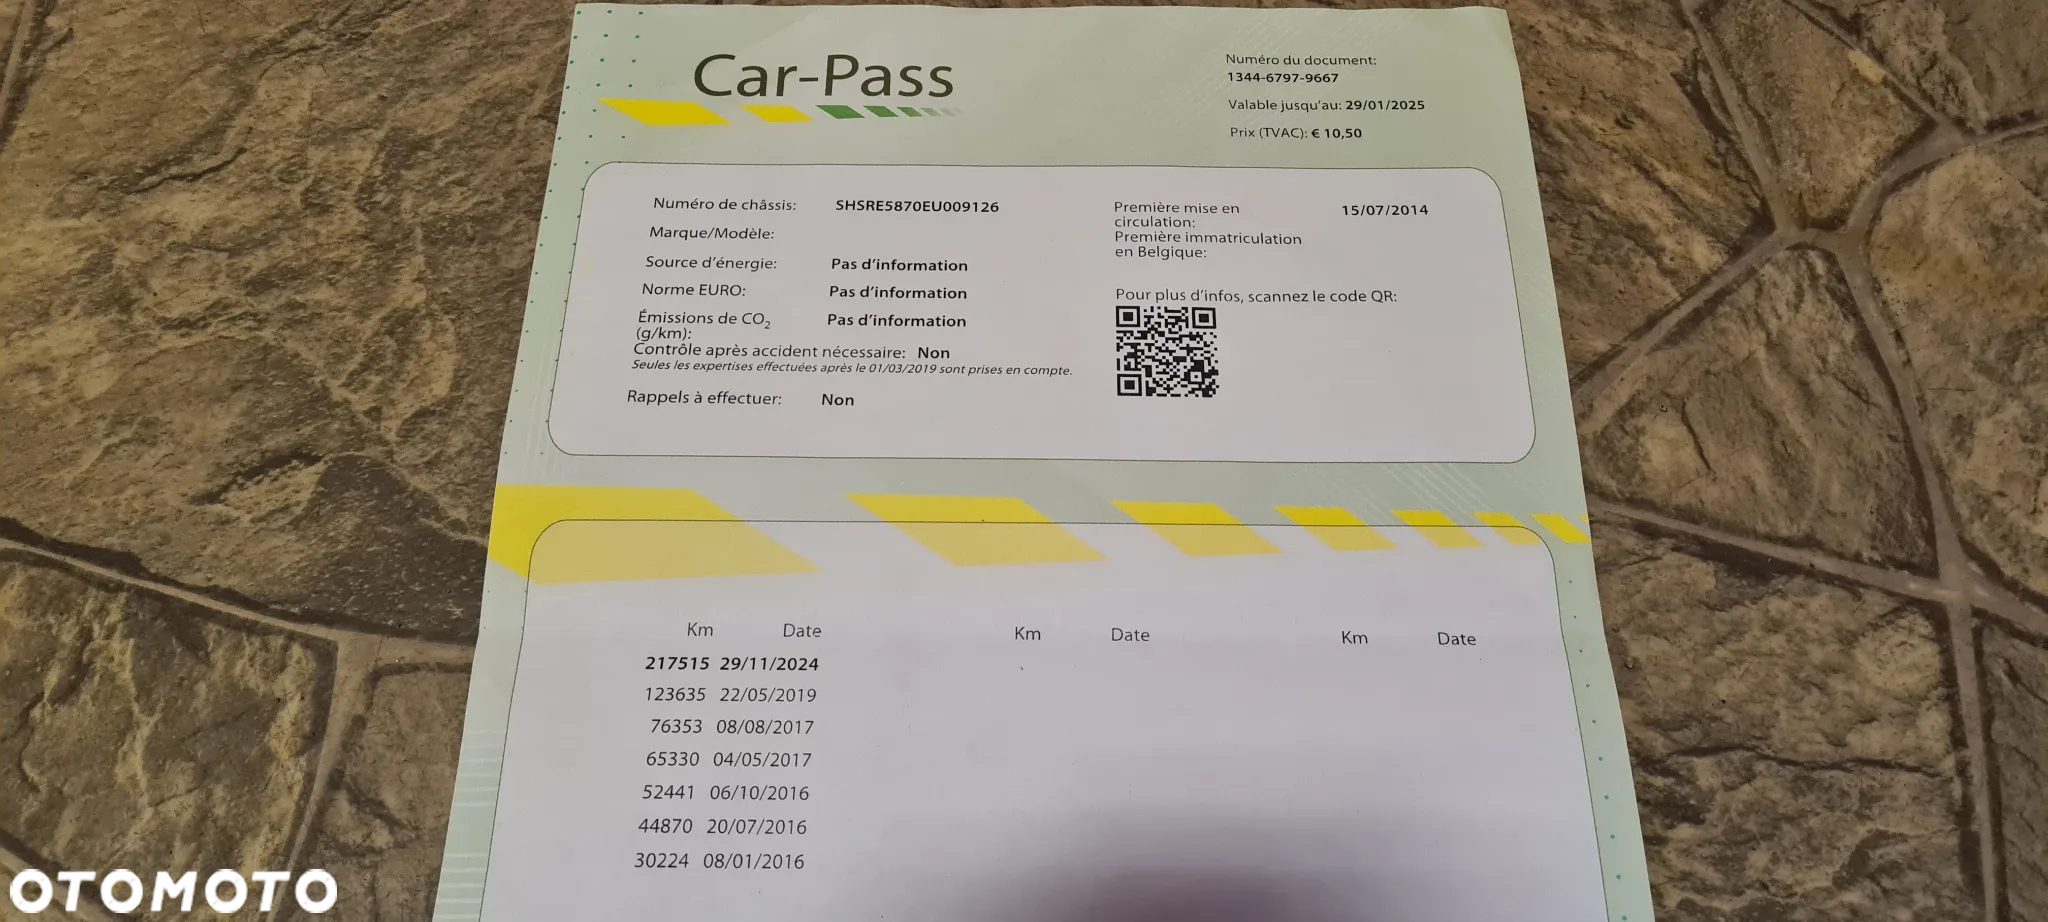 Car-Pass
Numéro du document:
1344-6797-9667
Valable jusqu'au: 29/01/2025
Prix (TVAC): € 10,50
Numéro de châssis: SHSRE5870EU009126
Marque/Modèle:
Source d'énergie: Pas d'information
Norme EURO: Pas d'information
Émissions de CO2 Pas d'information
(g/km):
Contrôle après accident nécessaire: Non
Seules les expertises effectuées après le 01/03/2019 sont prises en compte.
Rappels à effectuer: Non
Première mise en 15/07/2014
circulation:
Première immatriculation
en Belgique:
Pour plus d'infos, scannez le code QR:
Km Date Km Date Km Date
217515 29/11/2024
123635 22/05/2019
76353 08/08/2017
65330 04/05/2017
52441 06/10/2016
44870 20/07/2016
30224 08/01/2016
OTOMOTO